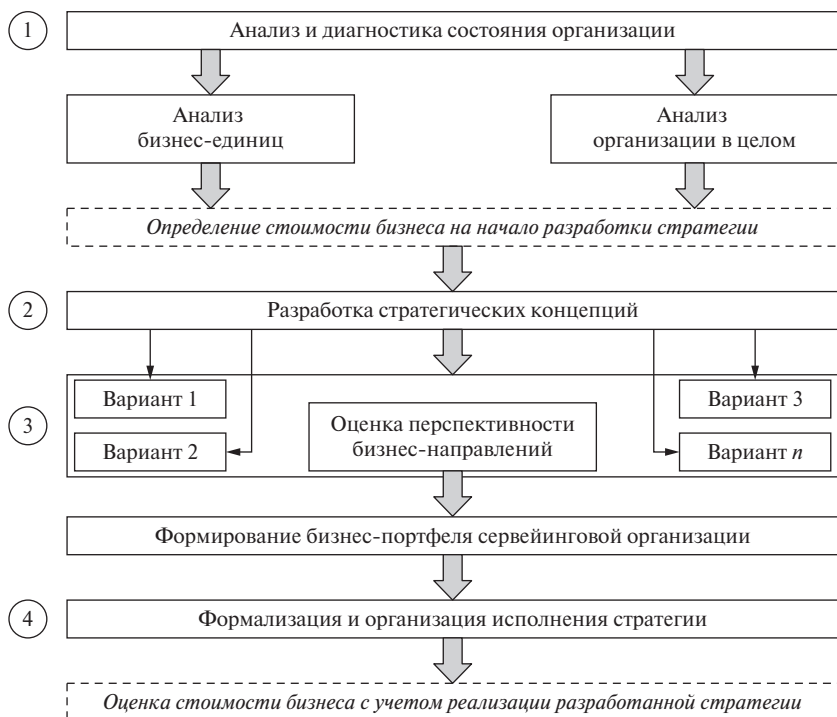 1
Анализ и диагностика состояния организации
Анализ
бизнес-единиц
Анализ
организации в целом
Определение стоимости бизнеса на начало разработки стратегии
2
Разработка стратегических концепций
3
Вариант 1
Вариант 2
Оценка перспективности
бизнес-направлений
Вариант 3
Вариант n
Формирование бизнес-портфеля сервейинговой организации
4
Формализация и организация исполнения стратегии
Оценка стоимости бизнеса с учетом реализации разработанной стратегии